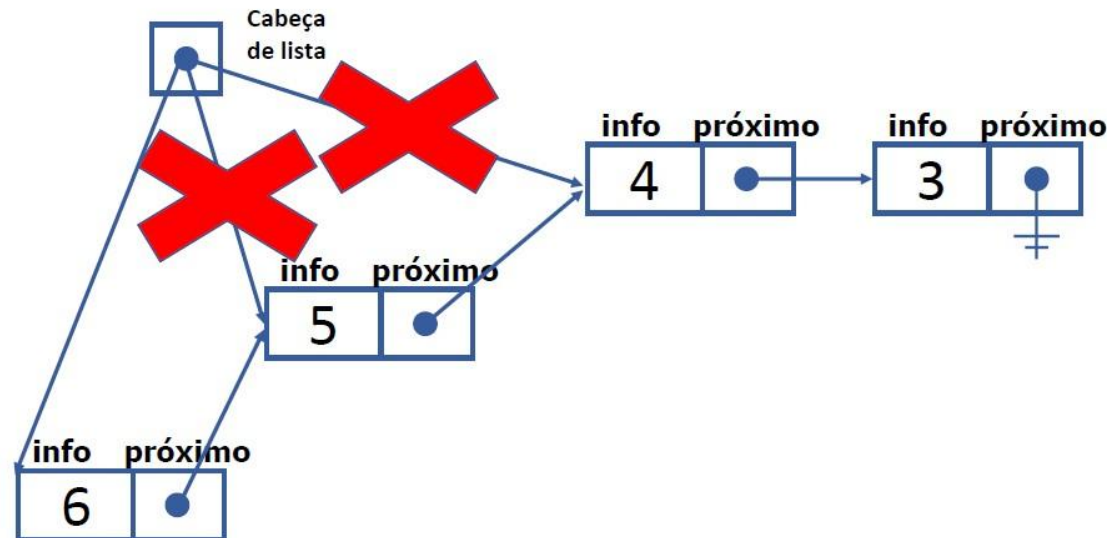 Cabeça
de lista
info próximo info próximo
4 3
info próximo
5
info próximo
6